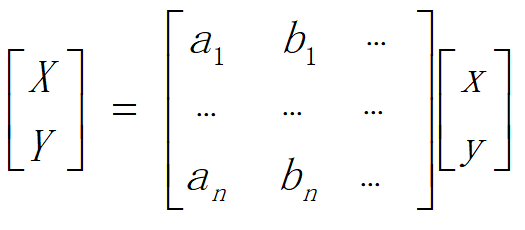 a₁ b₁ ...
X x
= ... ... ...
Y y
aₙ bₙ ...